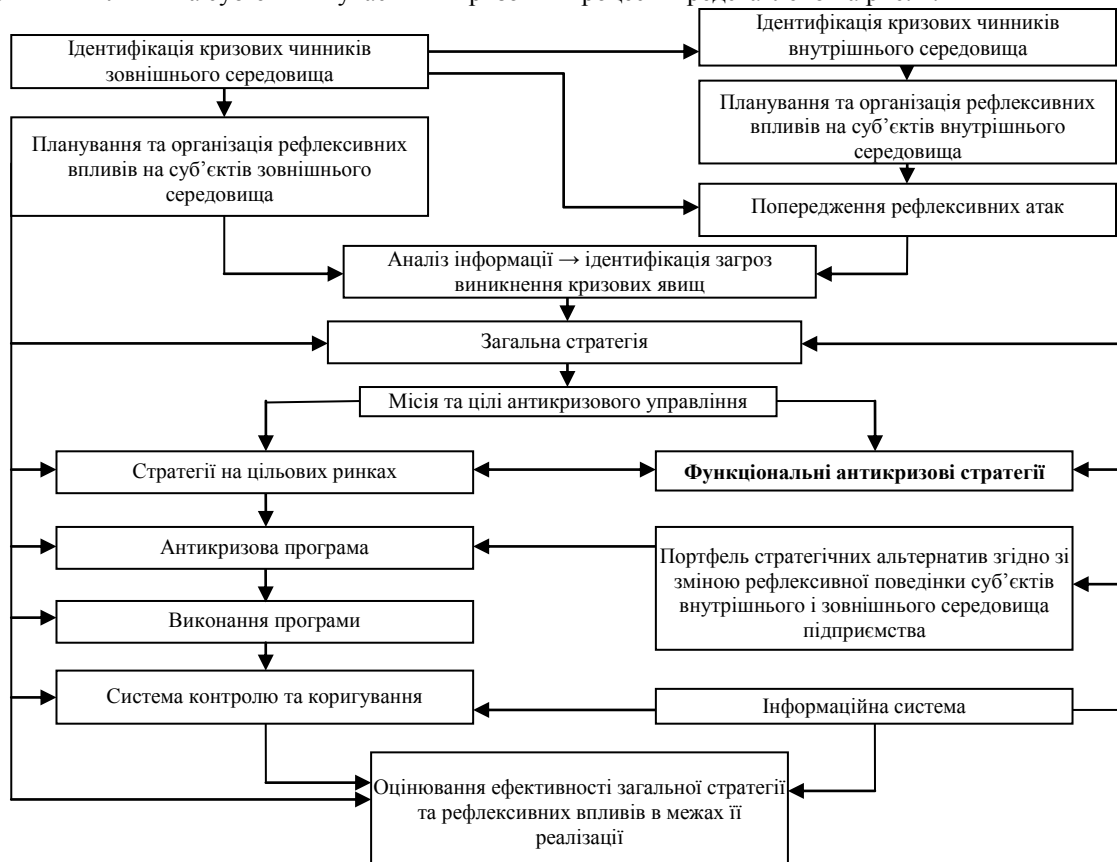 Ідентифікація кризових чинників
зовнішнього середовища
Ідентифікація кризових чинників
внутрішнього середовища
Планування та організація рефлексивних
впливів на суб’єктів зовнішнього
середовища
Планування та організація рефлексивних
впливів на суб’єктів внутрішнього
середовища
Попередження рефлексивних атак
Аналіз інформації → ідентифікація загроз
виникнення кризових явищ
Загальна стратегія
Місія та цілі антикризового управління
Стратегії на цільових ринках
Функціональні антикризові стратегії
Антикризова програма
Портфель стратегічних альтернатив згідно зі
зміною рефлексивної поведінки суб’єктів
внутрішнього і зовнішнього середовища
підприємства
Виконання програми
Система контролю та коригування
Інформаційна система
Оцінювання ефективності загальної стратегії
та рефлексивних впливів в межах її
реалізації